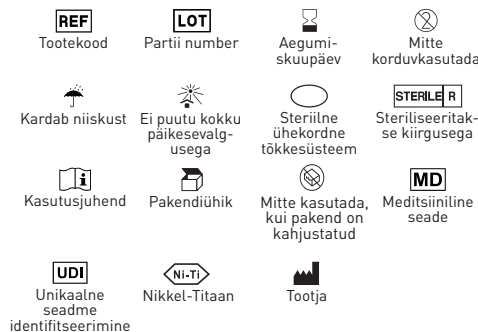 REF
LOT
Tootekood
Partii number
Aegumi-
skuupäev
Mitte
korduvkasutada
2
STERILE R
Kardab niiskust
Ei puutu kokku
päikesevalg-
usega
Steriilne
ühekordne
tõkkesüsteem
Steriliseeritak-
se kiirgusega
i
MD
Kasutusjuhend
Pakendiühik
Mitte kasutada,
kui pakend on
kahjustatud
Meditsiiniline
seade
UDI
Ni-Ti
Unikaalne
seadme
identifitseerimine
Nikkel-Titaan
Tootja